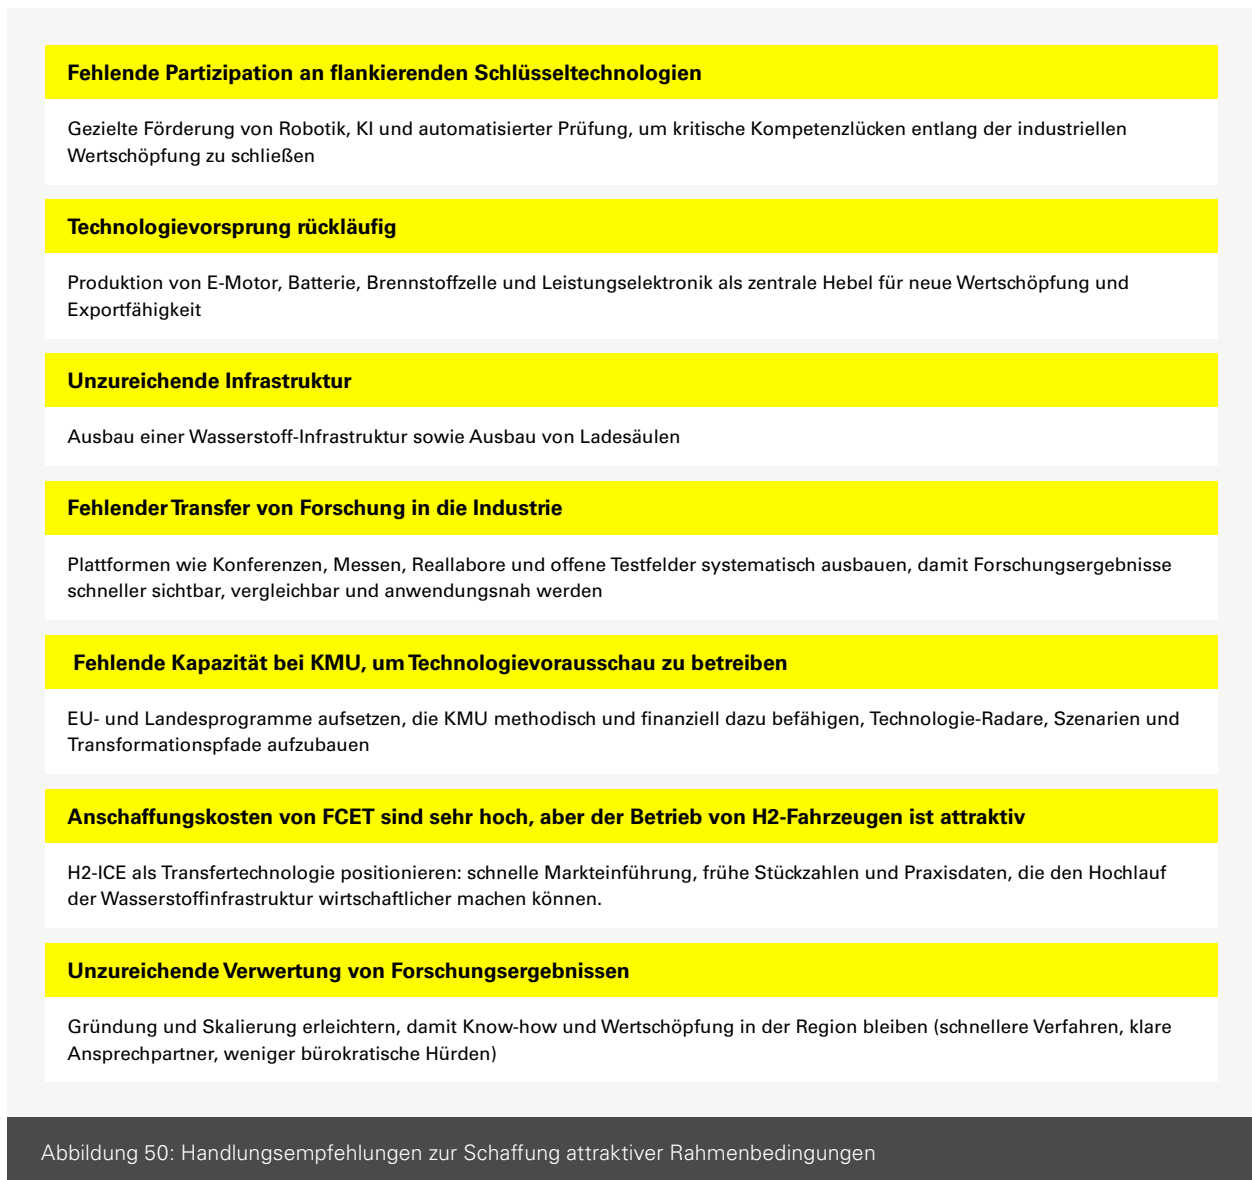 Fehlende Partizipation an flankierenden Schlüsseltechnologien
Gezielte Förderung von Robotik, KI und automatisierter Prüfung, um kritische Kompetenzlücken entlang der industriellen
Wertschöpfung zu schließen
Technologievorsprung rückläufig
Produktion von E-Motor, Batterie, Brennstoffzelle und Leistungselektronik als zentrale Hebel für neue Wertschöpfung und
Exportfähigkeit
Unzureichende Infrastruktur
Ausbau einer Wasserstoff-Infrastruktur sowie Ausbau von Ladesäulen
Fehlender Transfer von Forschung in die Industrie
Plattformen wie Konferenzen, Messen, Reallabore und offene Testfelder systematisch ausbauen, damit Forschungsergebnisse
schneller sichtbar, vergleichbar und anwendungsnah werden
Fehlende Kapazität bei KMU, um Technologievorausschau zu betreiben
EU- und Landesprogramme aufsetzen, die KMU methodisch und finanziell dazu befähigen, Technologie-Radare, Szenarien und
Transformationspfade aufzubauen
Anschaffungskosten von FCET sind sehr hoch, aber der Betrieb von H2-Fahrzeugen ist attraktiv
H2-ICE als Transfertechnologie positionieren: schnelle Markteinführung, frühe Stückzahlen und Praxisdaten, die den Hochlauf
der Wasserstoffinfrastruktur wirtschaftlicher machen können.
Unzureichende Verwertung von Forschungsergebnissen
Gründung und Skalierung erleichtern, damit Know-how und Wertschöpfung in der Region bleiben (schnellere Verfahren, klare
Ansprechpartner, weniger bürokratische Hürden)
Abbildung 50: Handlungsempfehlungen zur Schaffung attraktiver Rahmenbedingungen